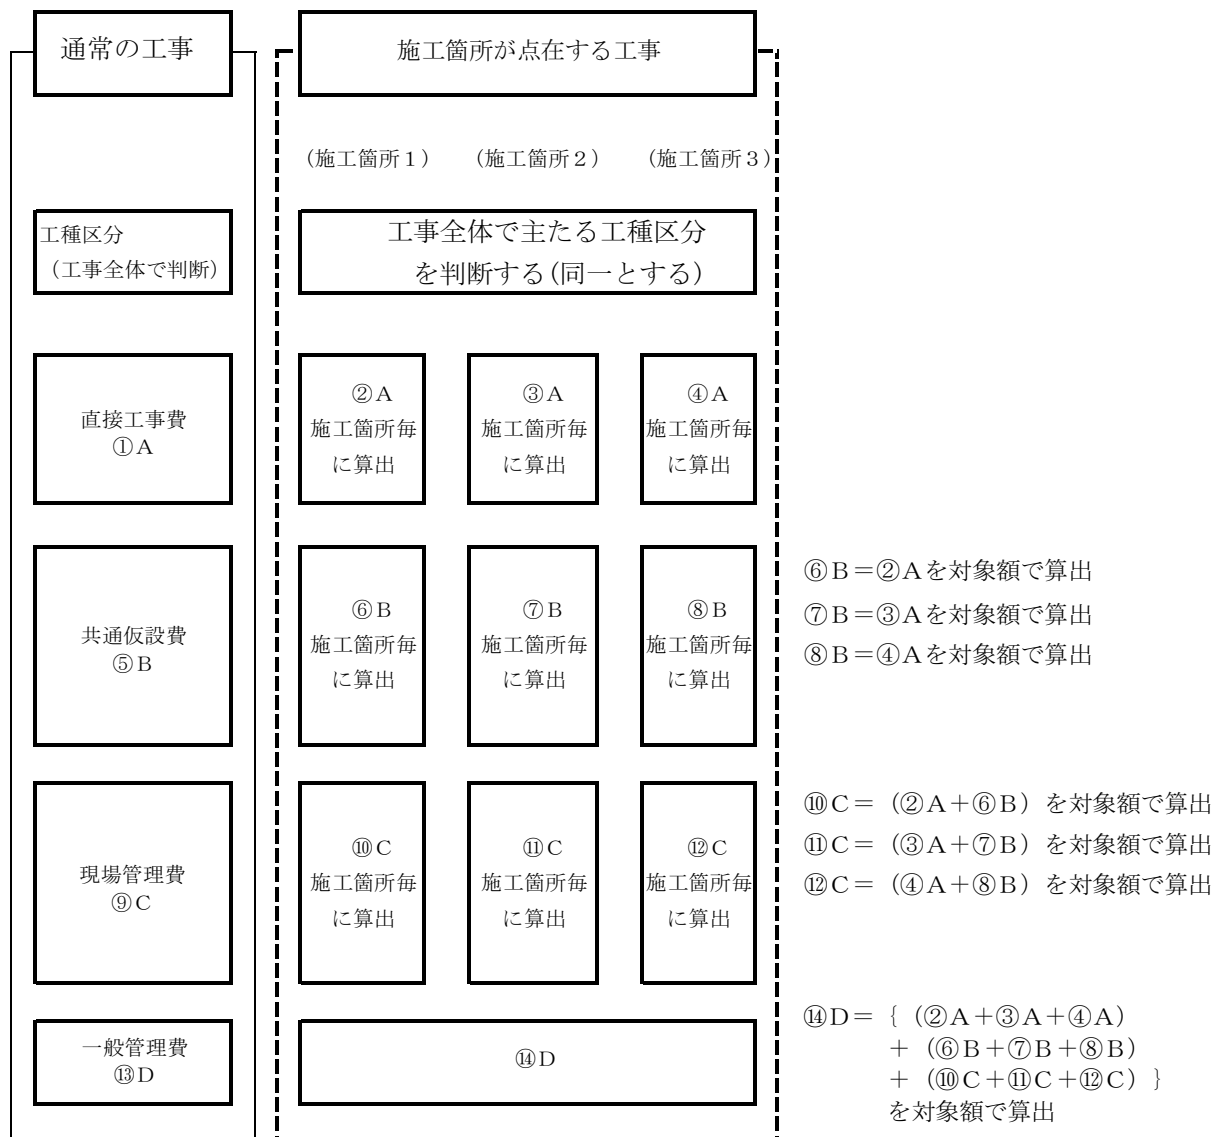 通常の工事
施工箇所が点在する工事
(施工箇所１)
(施工箇所２)
(施工箇所３)
工種区分
(工事全体で判断)
工事全体で主たる工種区分
を判断する(同一とする)
直接工事費
①Ａ
②Ａ
施工箇所毎
に算出
③Ａ
施工箇所毎
に算出
④Ａ
施工箇所毎
に算出
共通仮設費
⑤Ｂ
⑥Ｂ
施工箇所毎
に算出
⑦Ｂ
施工箇所毎
に算出
⑧Ｂ
施工箇所毎
に算出
⑥Ｂ＝②Ａを対象額で算出
⑦Ｂ＝③Ａを対象額で算出
⑧Ｂ＝④Ａを対象額で算出
現場管理費
⑨Ｃ
⑩Ｃ
施工箇所毎
に算出
⑪Ｃ
施工箇所毎
に算出
⑫Ｃ
施工箇所毎
に算出
⑩Ｃ＝（②Ａ＋⑥Ｂ）を対象額で算出
⑪Ｃ＝（③Ａ＋⑦Ｂ）を対象額で算出
⑫Ｃ＝（④Ａ＋⑧Ｂ）を対象額で算出
一般管理費
⑬Ｄ
⑭Ｄ
⑭Ｄ＝｛（②Ａ＋③Ａ＋④Ａ）
＋（⑥Ｂ＋⑦Ｂ＋⑧Ｂ）
＋（⑩Ｃ＋⑪Ｃ＋⑫Ｃ）｝
を対象額で算出